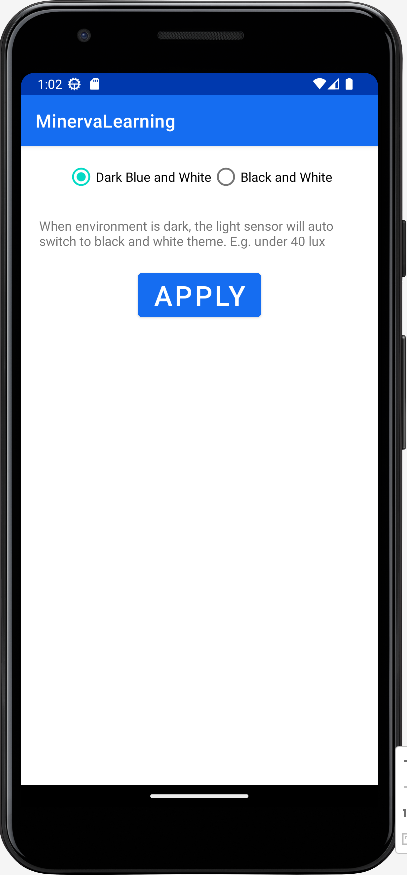 1:02
MinervaLearning
Dark Blue and White Black and White
When environment is dark, the light sensor will auto
switch to black and white theme. E.g. under 40 lux
APPLY